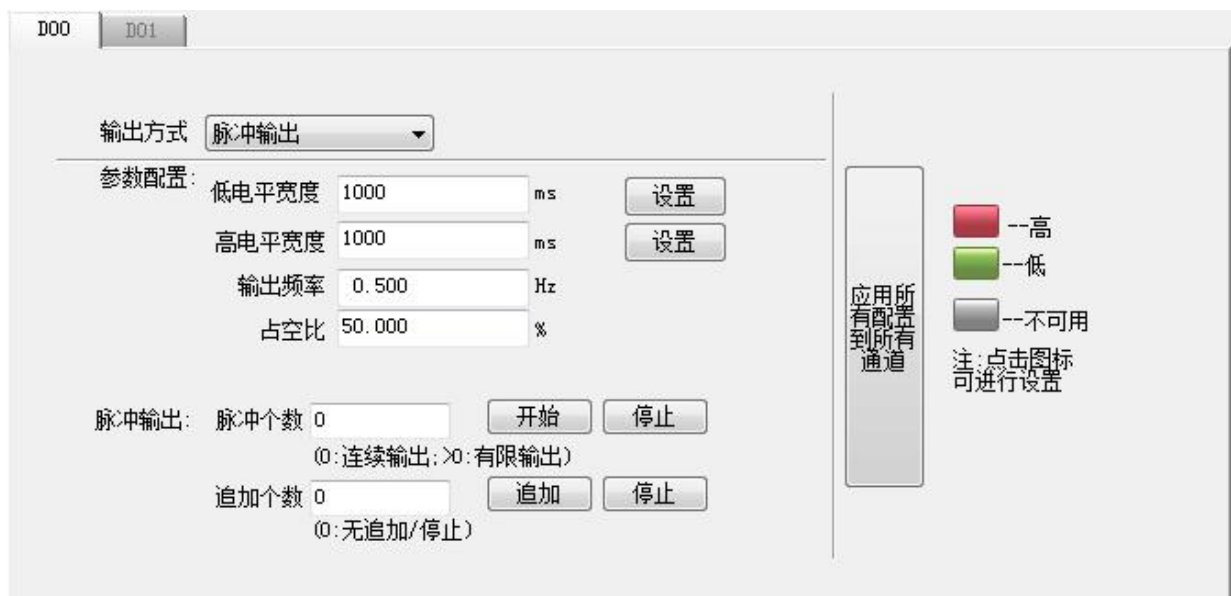 DO0 DO1
输出方式 脉冲输出
参数配置:
低电平宽度 1000 ms 设置
高电平宽度 1000 ms 设置
输出频率 0.500 Hz
占空比 50.000 %
脉冲输出: 脉冲个数 0 开始 停止
(0:连续输出;>0:有限输出)
追加个数 0 追加 停止
(0:无追加/停止)
应用所
有配置
到所有
通道
--高
--低
--不可用
注:点击图标
可进行设置